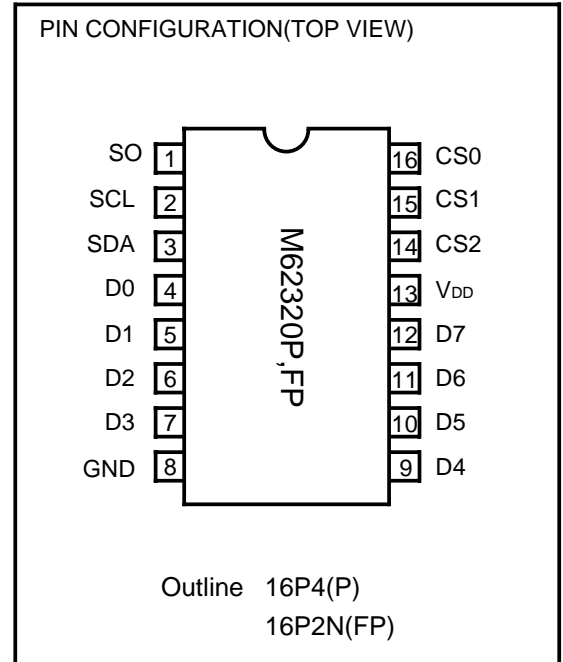 PIN CONFIGURATION(TOP VIEW)
SO 1 16 CS0
SCL 2 15 CS1
SDA 3 14 CS2
D0 4 13 VDD
D1 5 12 D7
D2 6 11 D6
D3 7 10 D5
GND 8 9 D4
M62320P,FP
Outline 16P4(P)
16P2N(FP)